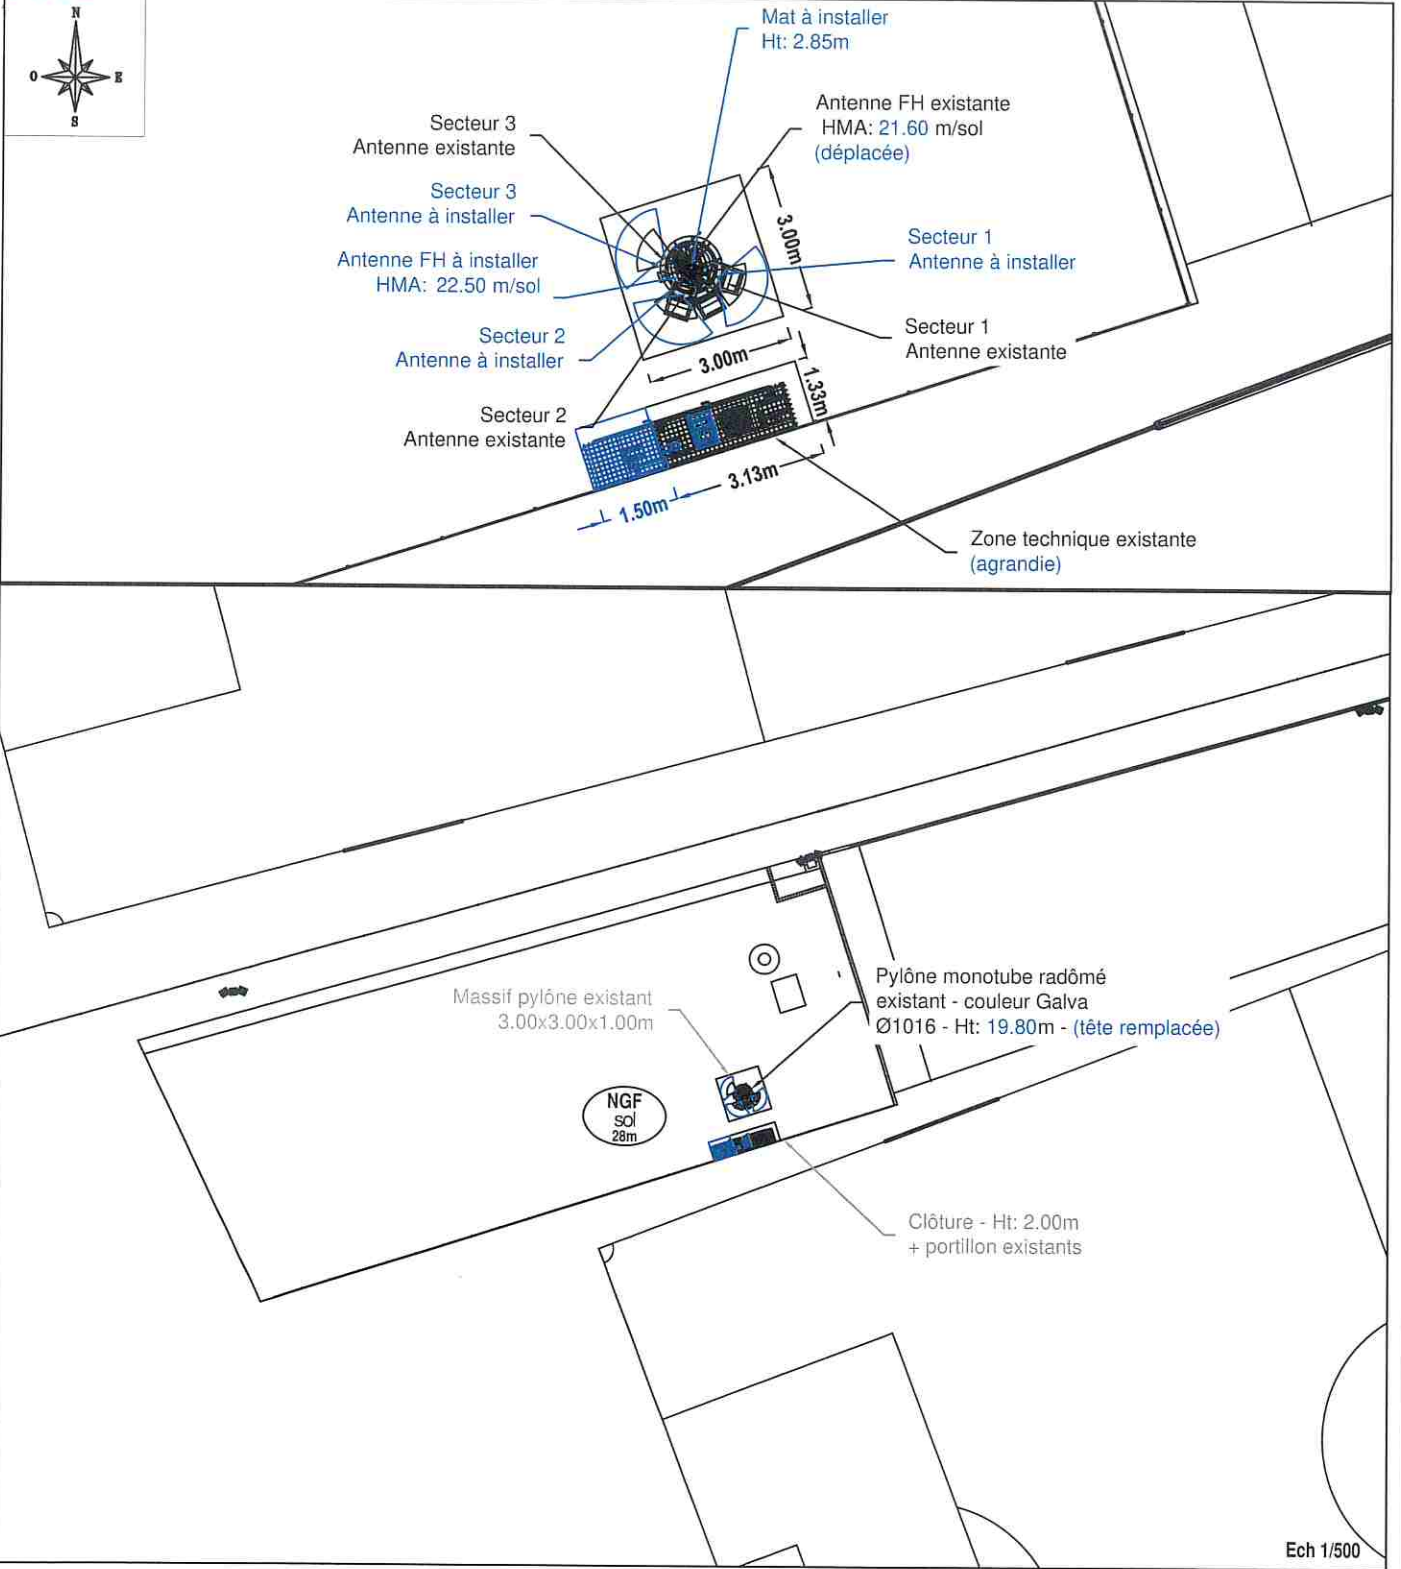 N
O
E
S
Mat à installer
Ht: 2.85m
Antenne FH existante
HMA: 21.60 m/sol
(déplacée)
Secteur 3
Antenne existante
Secteur 3
Antenne à installer
Antenne FH à installer
HMA: 22.50 m/sol
Secteur 1
Antenne à installer
Secteur 2
Antenne à installer
Secteur 1
Antenne existante
Secteur 2
Antenne existante
3.00m
3.00m
1.33m
3.13m
1.50m
Zone technique existante
(agrandie)
Massif pylône existant
3.00x3.00x1.00m
Pylône monotube radômé
existant - couleur Galva
Ø1016 - Ht: 19.80m - (tête remplacée)
NGF
sol
28m
Clôture - Ht: 2.00m
+ portillon existants
Ech 1/500